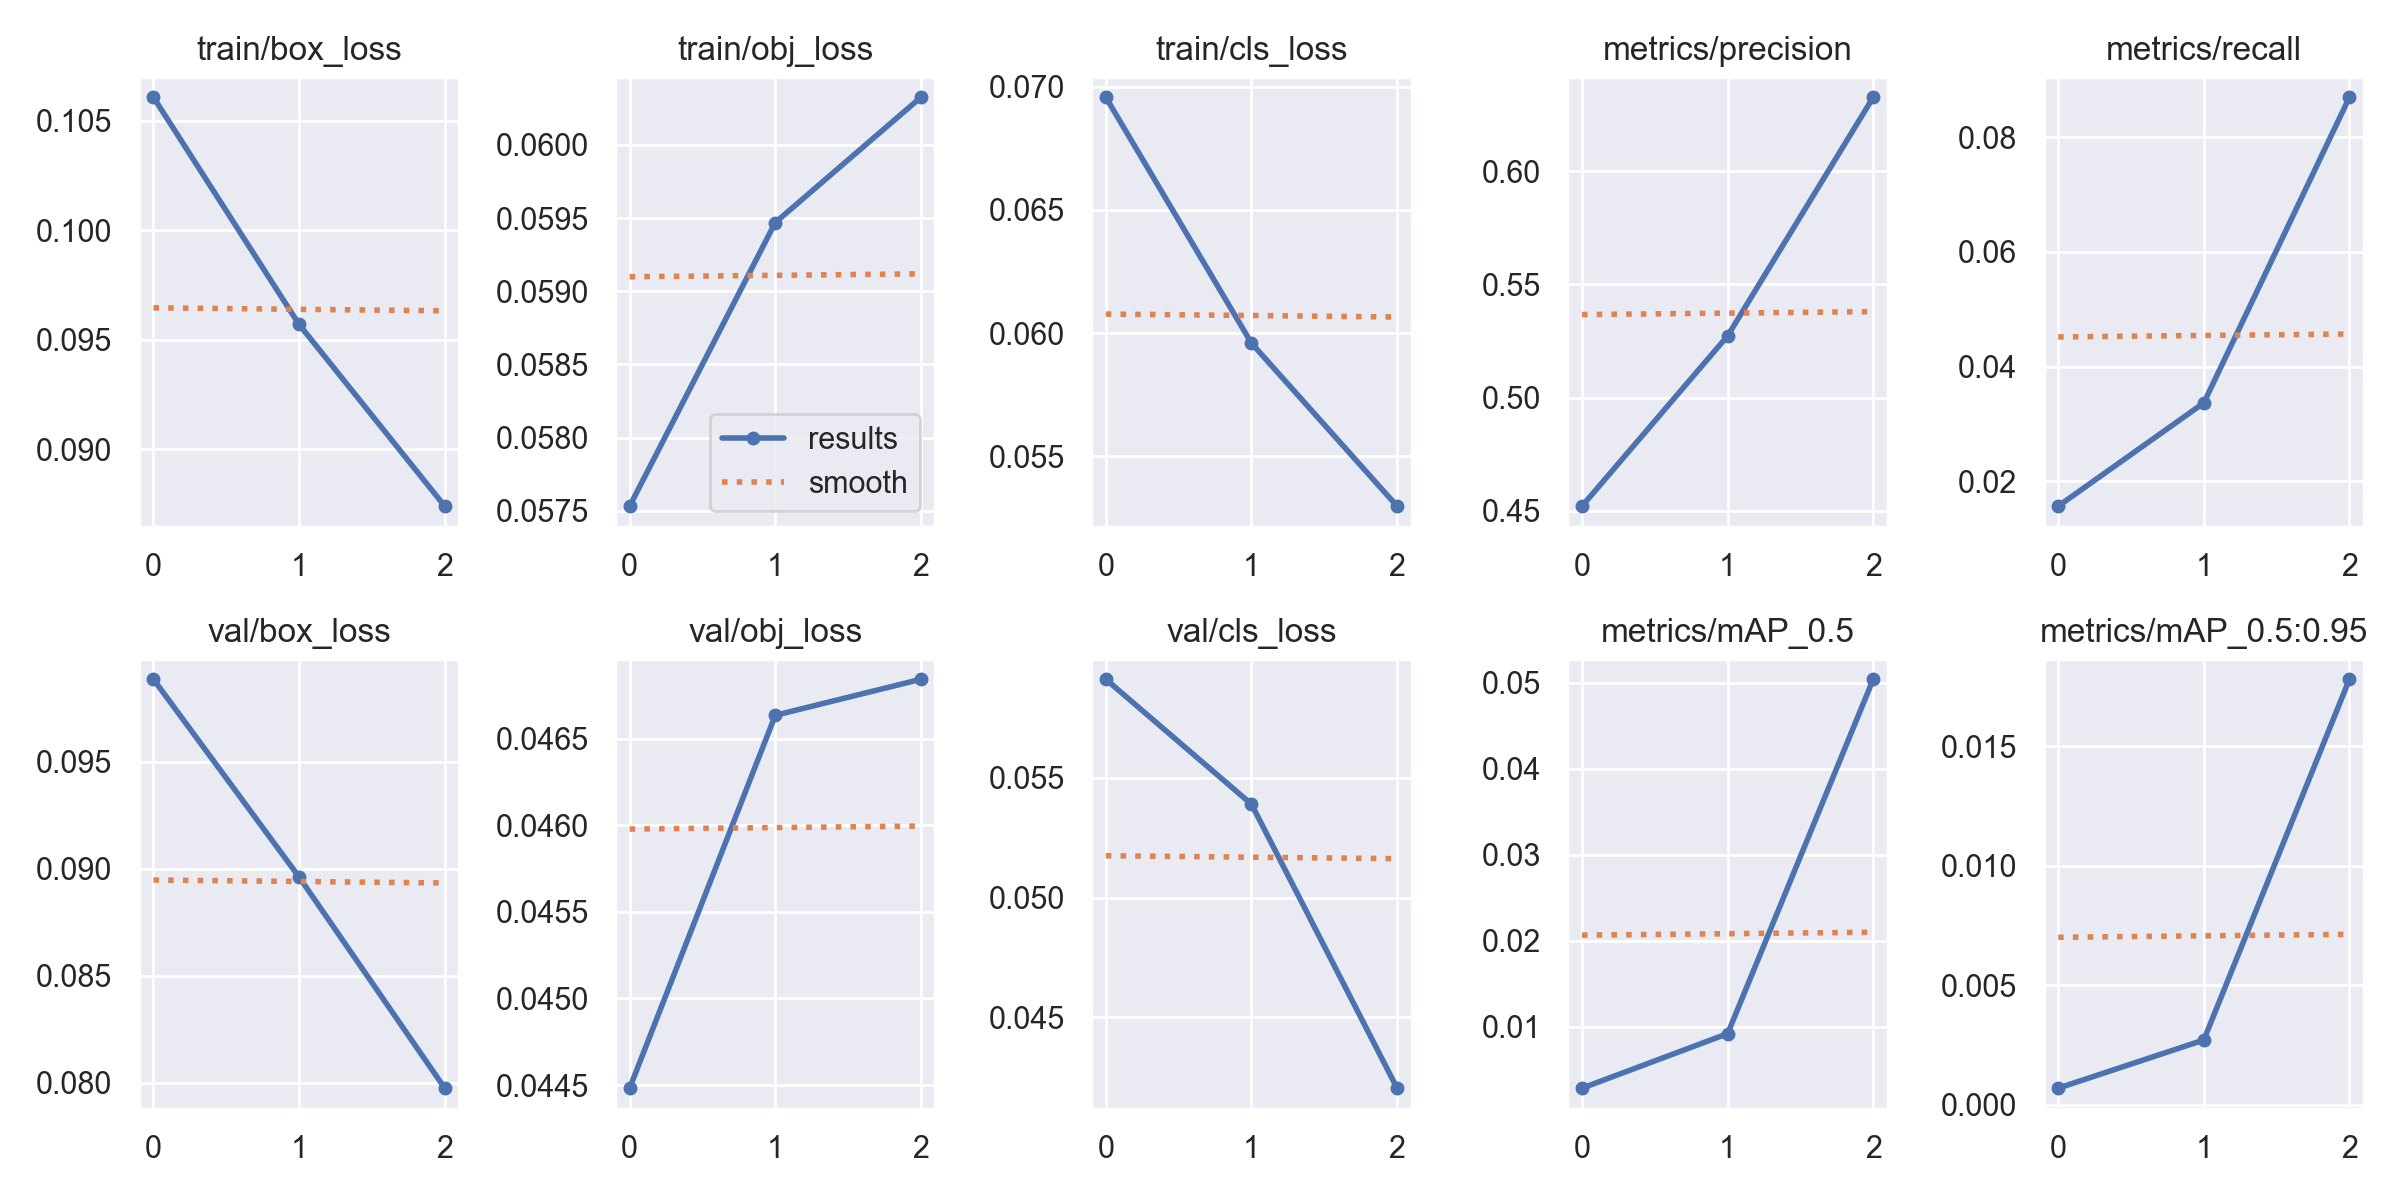 train/box_loss
0.105
0.100
0.095
0.090
0 1 2
train/obj_loss
0.0600
0.0595
0.0590
0.0585
0.0580
0.0575
results
smooth
0 1 2
train/cls_loss
0.070
0.065
0.060
0.055
0 1 2
metrics/precision
0.60
0.55
0.50
0.45
0 1 2
metrics/recall
0.08
0.06
0.04
0.02
0 1 2
val/box_loss
0.095
0.090
0.085
0.080
0 1 2
val/obj_loss
0.0465
0.0460
0.0455
0.0450
0.0445
0 1 2
val/cls_loss
0.055
0.050
0.045
0 1 2
metrics/mAP_0.5
0.05
0.04
0.03
0.02
0.01
0 1 2
metrics/mAP_0.5:0.95
0.015
0.010
0.005
0.000
0 1 2